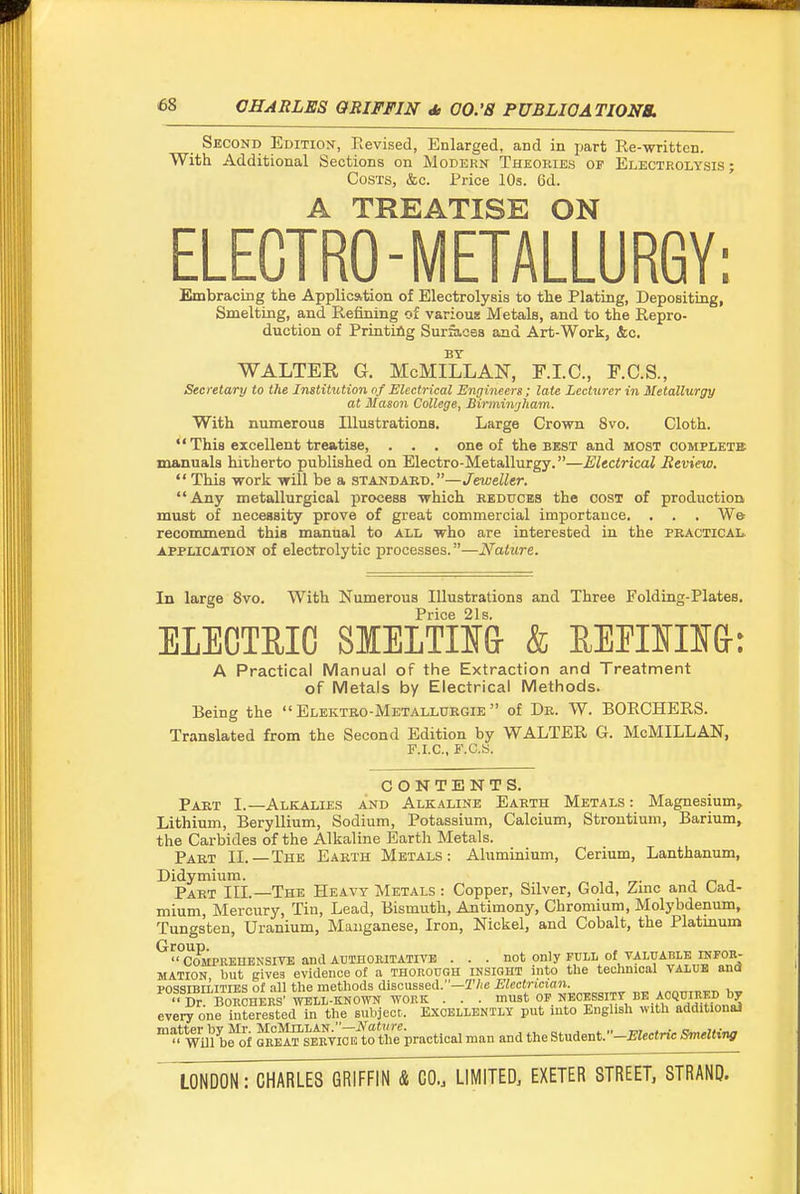 68 CHARLES GRIFFIN & CO.'S PUBLICATIONS.
SECOND EDITION, Revised, Enlarged, and in part Re-written.
With Additional Sections on MODERN THEORIES OF ELECTROLYSIS;
COSTS, &c. Price 10s. 6d.
A TREATISE ON
ELECTRO-METALLURGY:
Embracing the Application of Electrolysis to the Plating, Depositing,
Smelting, and Refining of various Metals, and to the Repro-
duction of Printing Surfaces and Art-Work, &c.
BY
WALTER G. McMILLAN, F.I.C., F.C.S.,
Secretary to the Institution of Electrical Engineers; late Lecturer in Metallurgy
at Mason College, Birmingham.
With numerous Illustrations. Large Crown 8vo. Cloth.
"This excellent treatise, . . . one of the BEST and MOST COMPLETE
manuals hitherto published on Electro-Metallurgy."—Electrical Review.
"This work will be a STANDARD."—Jeweller.
"Any metallurgical process which REDUCES the COST of production
must of necessity prove of great commercial importance. . . . We
recommend this manual to ALL who are interested in the PRACTICAL
APPLICATION of electrolytic processes."—Nature.
In large 8vo. With Numerous Illustrations and Three Folding-Plates.
Price 21s.
ELECTRIC SMELTING & REFINING:
A Practical Manual of the Extraction and Treatment
of Metals by Electrical Methods.
Being the "ELEKTRO-METALLURGIE" of DR. W. BORCHERS.
Translated from the Second Edition by WALTER G. McMILLAN,
F.I.C., F.C.S.
CONTENTS.
PART I.—ALKALIES AND ALKALINE EARTH METALS: Magnesium,
Lithium, Beryllium, Sodium, Potassium, Calcium, Strontium, Barium,
the Carbides of the Alkaline Earth Metals.
PART II.—THE EARTH METALS: Aluminium, Cerium, Lanthanum,
Didymium.
PART III.—THE HEAVY METALS: Copper, Silver, Gold, Zinc and Cad-
mium, Mercury, Tin, Lead, Bismuth, Antimony, Chromium, Molybdenum,
Tungsten, Uranium, Manganese, Iron, Nickel, and Cobalt, the Platinum
Group.
"COMPREHENSIVE and AUTHORITATIVE . . . not only FULL of VALUABLE INFOR-
MATION, but gives evidence of a THOROUGH INSIGHT into the technical VALUE and
POSSIBILITIES of all the methods discussed."—The Electrician.
"DR. BORCHERS' WELL-KNOWN WORK . . . must OF NECESSITY BE ACQUIRED by
every one interested in the subject. EXCELLENTLY put into English with additional
matter by Mr. McMILLAN."—Nature.
"Will be of GREAT SERVICE to the practical man and the Student."—Electric Smelting
LONDON: CHARLES GRIFFIN & CO., LIMITED, EXETER STREET, STRAND.